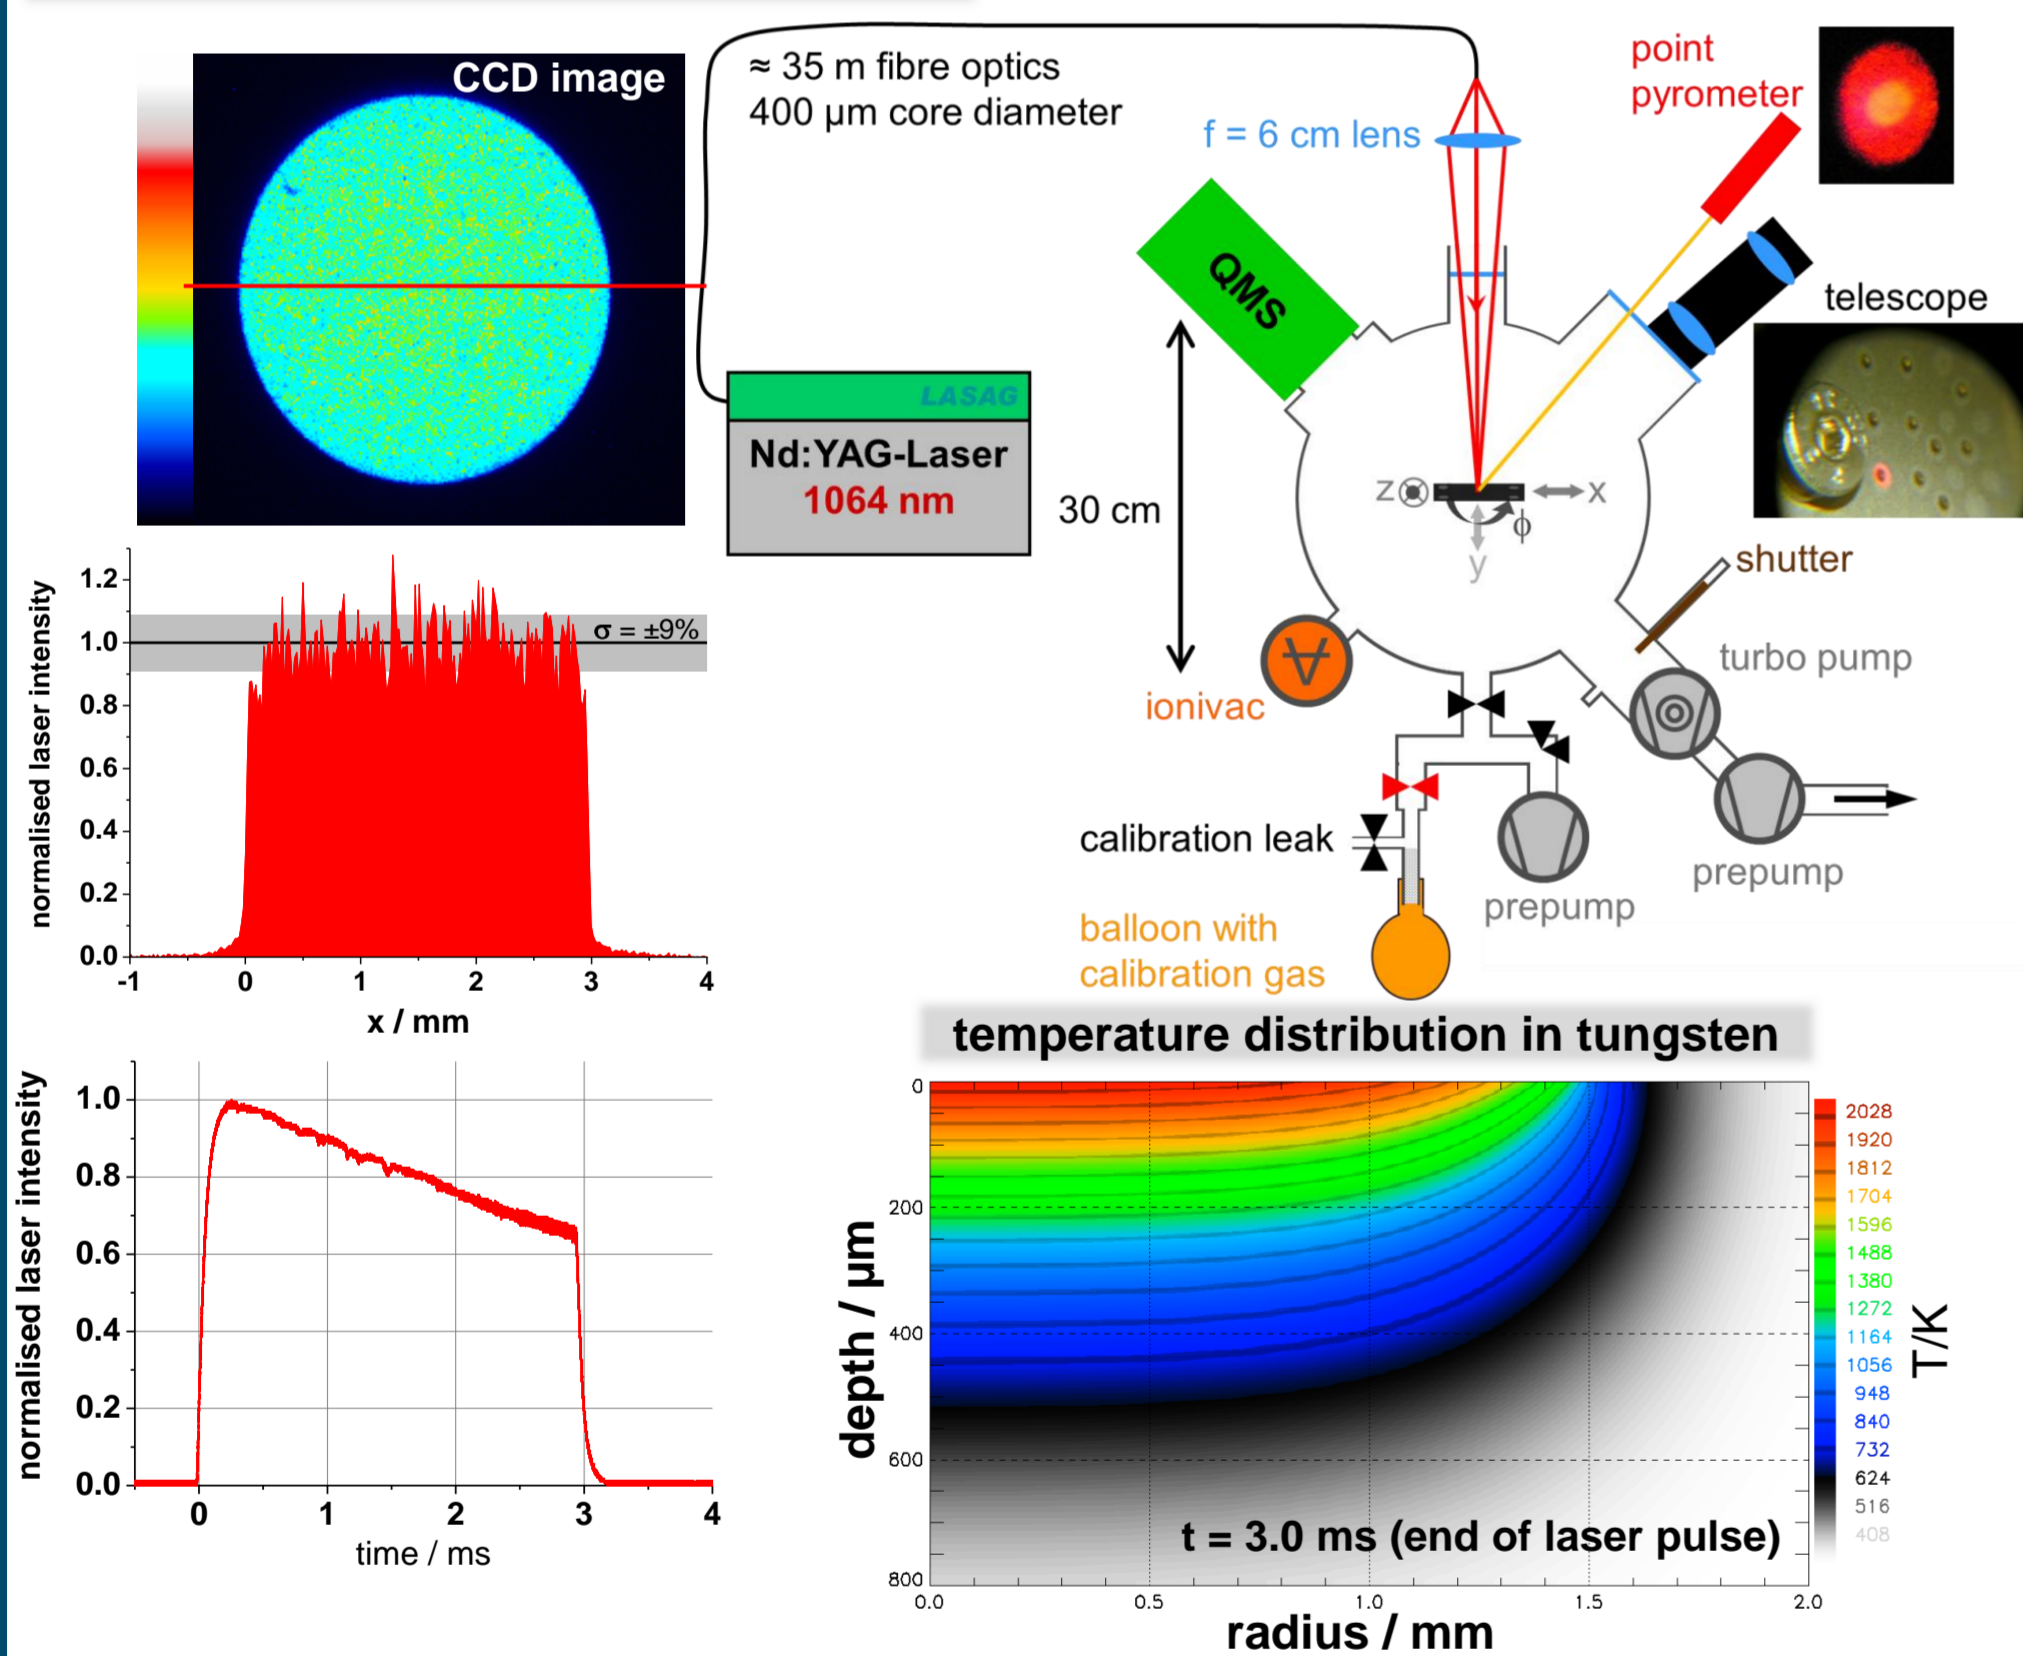 CCD image
≈ 35 m fibre optics
400 µm core diameter
f = 6 cm lens
point
pyrometer
QMS
telescope
LASAG
Nd:YAG-Laser
1064 nm
30 cm
z
x
ϕ
y
shutter
turbo pump
ionivac
prepump
calibration leak
prepump
balloon with
calibration gas
normalised laser intensity
1.2
1.0
0.8
0.6
0.4
0.2
0.0
σ = ±9%
-1 0 1 2 3 4
x / mm
normalised laser intensity
1.0
0.8
0.6
0.4
0.2
0.0
0 1 2 3 4
time / ms
temperature distribution in tungsten
depth / µm
0
200
400
600
800
t = 3.0 ms (end of laser pulse)
0.0 0.5 1.0 1.5 2.0
radius / mm
2028
1920
1812
1704
1596
1488
1380
1272
1164
1056
948
840
732
624
516
408
T/K